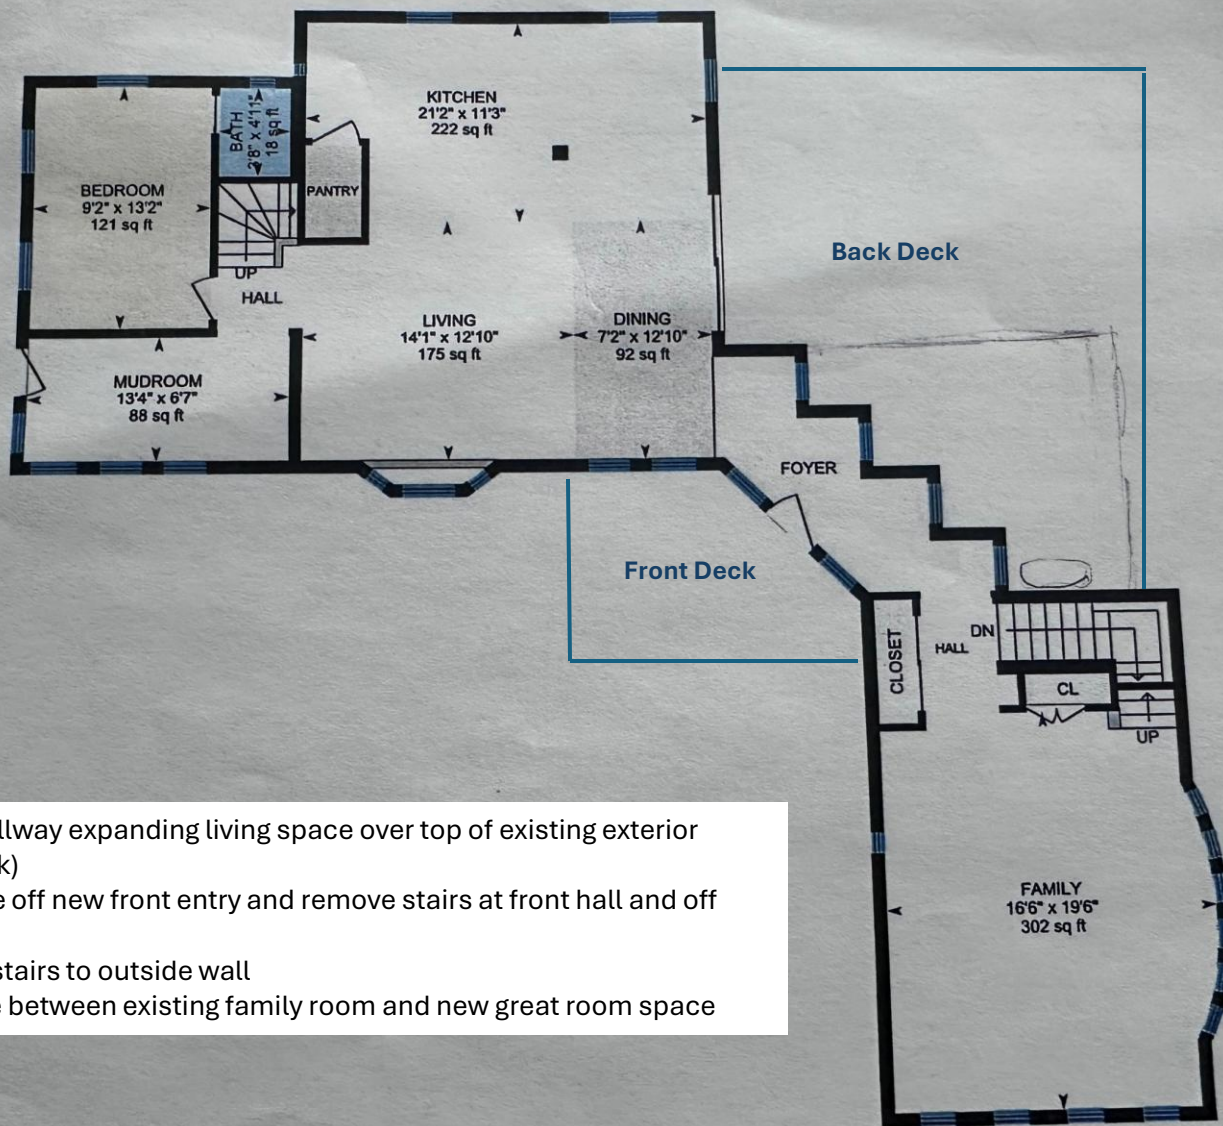 KITCHEN
21'2" x 11'3"
222 sq ft
BATH
4'11"
18 sq ft
BEDROOM
9'2" x 13'2"
121 sq ft
PANTRY
UP
HALL
Back Deck
LIVING
14'1" x 12'10"
175 sq ft
DINING
7'2" x 12'10"
92 sq ft
MUDROOM
13'4" x 6'7"
88 sq ft
FOYER
Front Deck
CLOSET
HALL
DN
CL
UP
llway expanding living space over top of existing exterior
k)
e off new front entry and remove stairs at front hall and off
stairs to outside wall
e between existing family room and new great room space
FAMILY
16'6" x 19'6"
302 sq ft